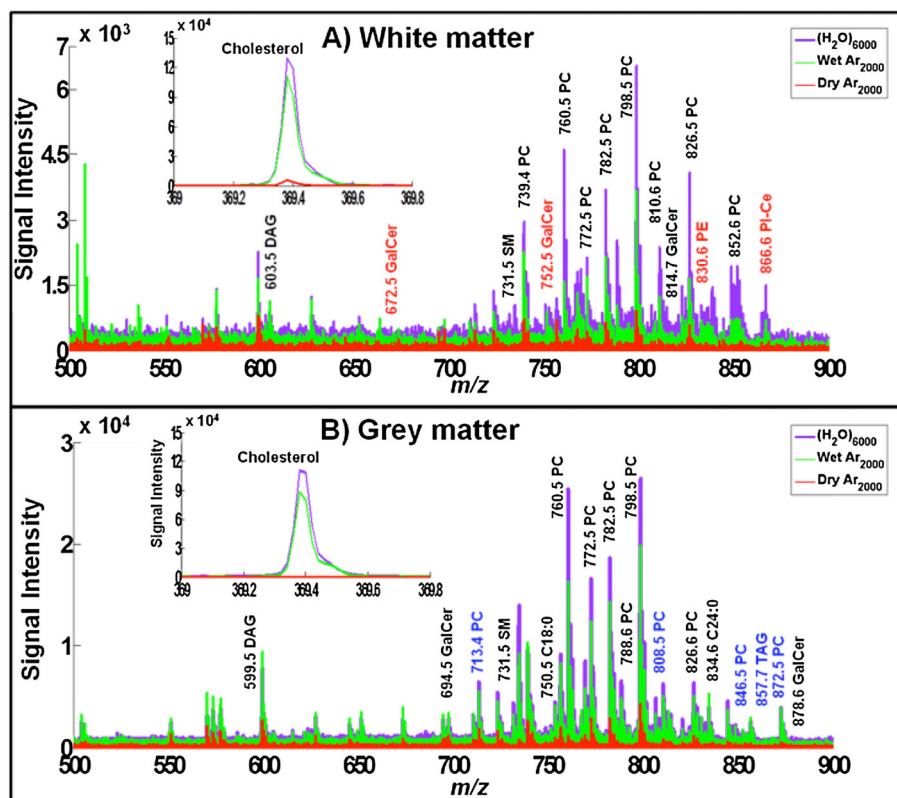 A) White matter
x 10³
7
6
4.5
3
1.5
0
Signal Intensity
500
550
600
650
700
750
800
850
900
m/z
x 10⁴
15
12
9
6
3
0
Cholesterol
369
369.2
369.4
369.6
369.8
603.5 DAG
672.5 GalCer
731.5 SM
739.4 PC
752.5 GalCer
760.5 PC
772.5 PC
782.5 PC
798.5 PC
810.6 PC
814.7 GalCer
826.5 PC
830.6 PE
852.6 PC
866.6 PI-Ce
(H₂O)₆₀₀₀
Wet Ar₂₀₀₀
Dry Ar₂₀₀₀
B) Grey matter
x 10⁴
3
2
1
0
Signal Intensity
500
550
600
650
700
750
800
850
900
m/z
x 10⁴
15
12
9
6
3
0
Signal Intensity
Cholesterol
369
369.2
369.4
369.6
369.8
599.5 DAG
694.5 GalCer
713.4 PC
731.5 SM
750.5 C18:0
760.5 PC
772.5 PC
782.5 PC
788.6 PC
798.5 PC
808.5 PC
826.6 PC
834.6 C24:0
846.5 PC
857.7 TAG
872.5 PC
878.6 GalCer
(H₂O)₆₀₀₀
Wet Ar₂₀₀₀
Dry Ar₂₀₀₀